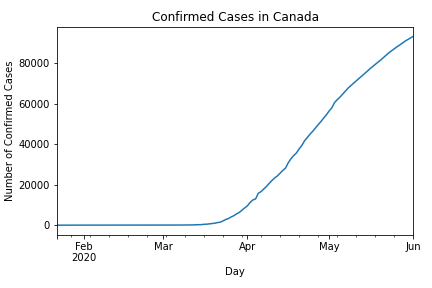 Confirmed Cases in Canada
Number of Confirmed Cases
80000
60000
40000
20000
0
Feb
2020
Mar
Apr
May
Jun
Day